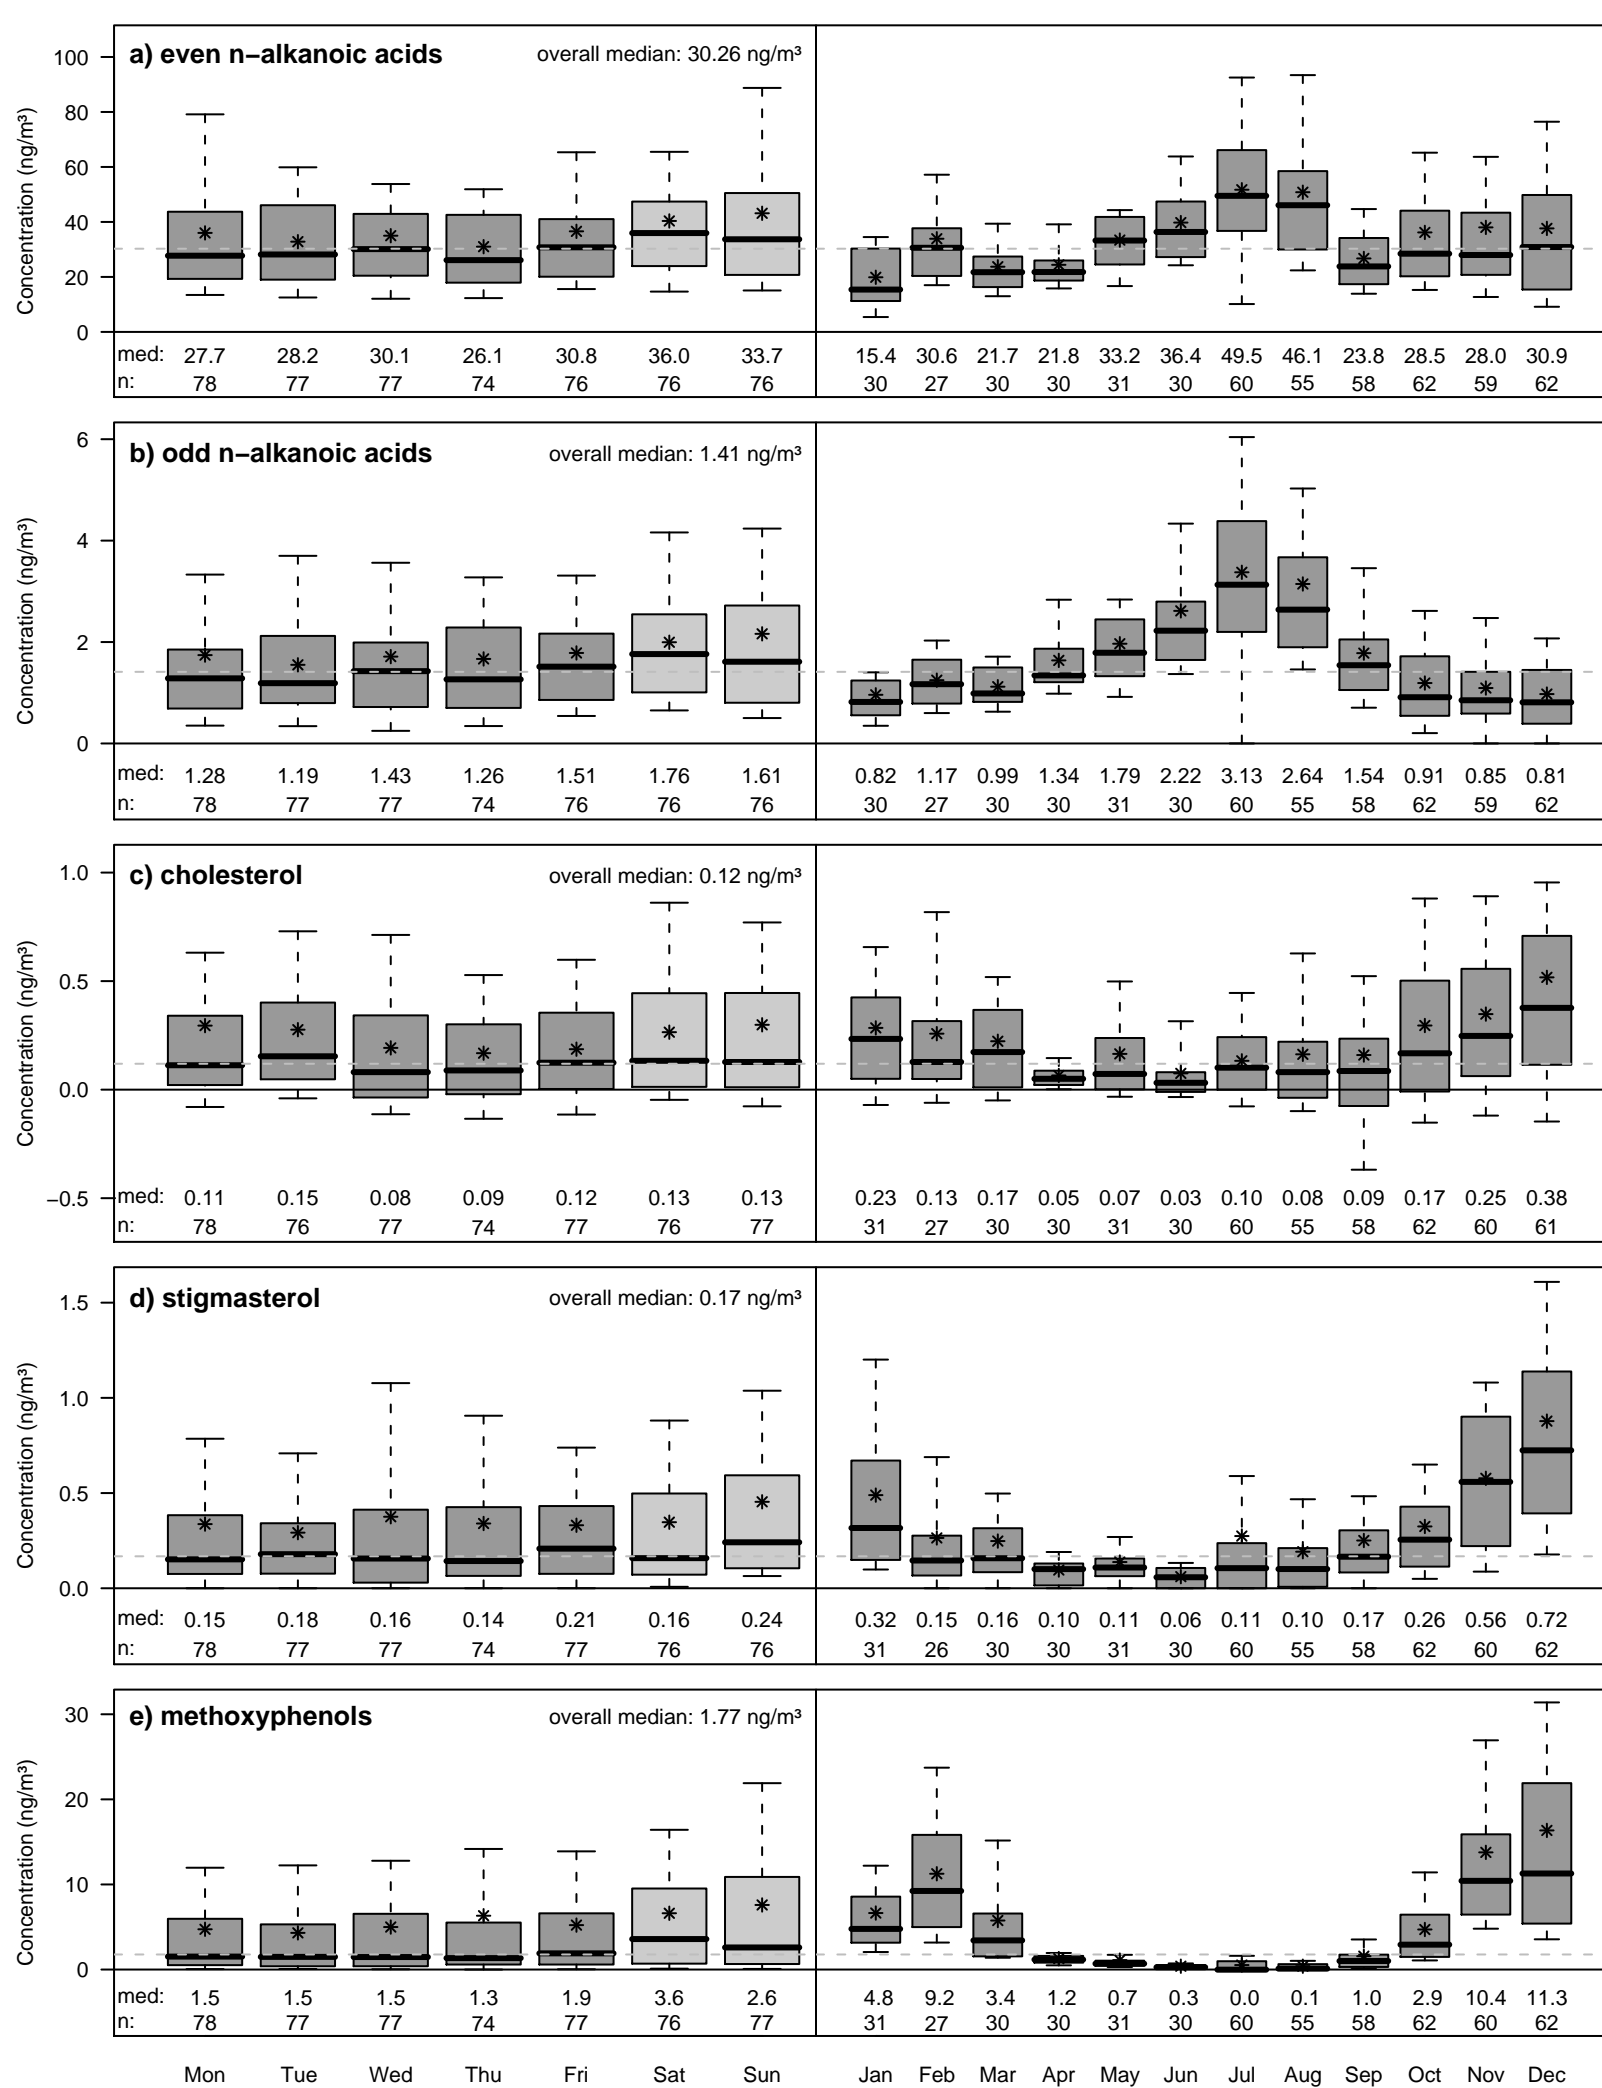 a) even n−alkanoic acids overall median: 30.26 ng/m³
Concentration (ng/m³)
100
80
60
40
20
0
med: 27.7 28.2 30.1 26.1 30.8 36.0 33.7 15.4 30.6 21.7 21.8 33.2 36.4 49.5 46.1 23.8 28.5 28.0 30.9
n: 78 77 77 74 76 76 76 30 27 30 30 31 30 60 55 58 62 59 62
b) odd n−alkanoic acids overall median: 1.41 ng/m³
Concentration (ng/m³)
6
4
2
0
med: 1.28 1.19 1.43 1.26 1.51 1.76 1.61 0.82 1.17 0.99 1.34 1.79 2.22 3.13 2.64 1.54 0.91 0.85 0.81
n: 78 77 77 74 76 76 76 30 27 30 30 31 30 60 55 58 62 59 62
c) cholesterol overall median: 0.12 ng/m³
Concentration (ng/m³)
1.0
0.5
0.0
−0.5
med: 0.11 0.15 0.08 0.09 0.12 0.13 0.13 0.23 0.13 0.17 0.05 0.07 0.03 0.10 0.08 0.09 0.17 0.25 0.38
n: 78 76 77 74 77 76 77 31 27 30 30 31 30 60 55 58 62 60 61
d) stigmasterol overall median: 0.17 ng/m³
Concentration (ng/m³)
1.5
1.0
0.5
0.0
med: 0.15 0.18 0.16 0.14 0.21 0.16 0.24 0.32 0.15 0.16 0.10 0.11 0.06 0.11 0.10 0.17 0.26 0.56 0.72
n: 78 77 77 74 77 76 76 31 26 30 30 31 30 60 55 58 62 60 62
e) methoxyphenols overall median: 1.77 ng/m³
Concentration (ng/m³)
30
20
10
0
med: 1.5 1.5 1.5 1.3 1.9 3.6 2.6 4.8 9.2 3.4 1.2 0.7 0.3 0.0 0.1 1.0 2.9 10.4 11.3
n: 78 77 77 74 77 76 77 31 27 30 30 31 30 60 55 58 62 60 62
Mon Tue Wed Thu Fri Sat Sun Jan Feb Mar Apr May Jun Jul Aug Sep Oct Nov Dec